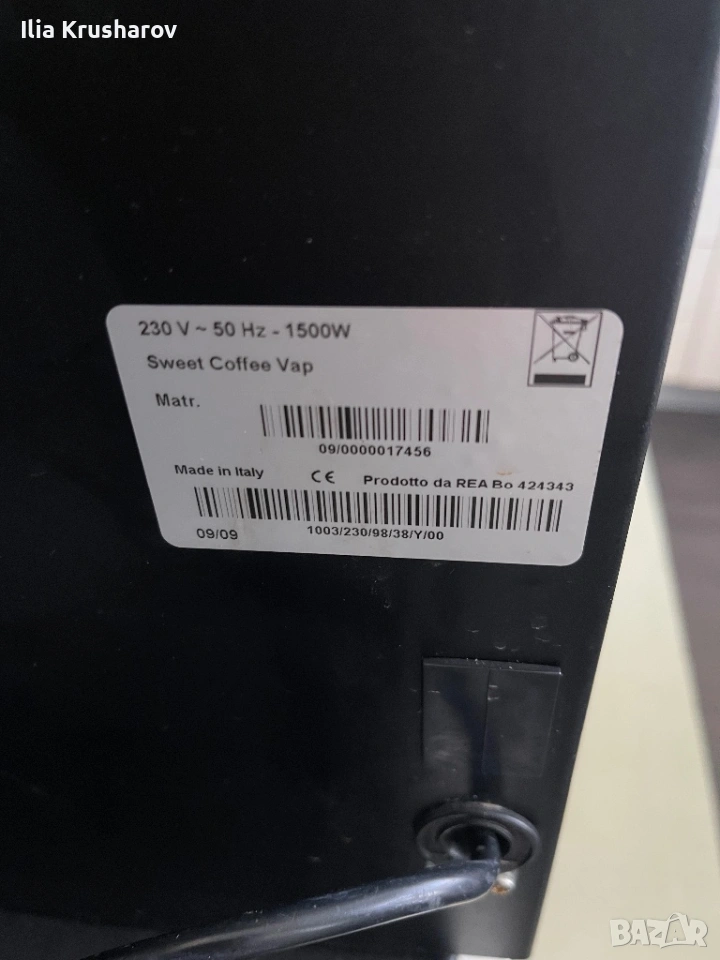 Ilia Krusharov
230 V ~ 50 Hz - 1500W
Sweet Coffee Vap
Matr.
09/0000017456
Made in Italy CE Prodotto da REA Bo 424343
09/09 1003/230/98/38/Y/00
BAZAR